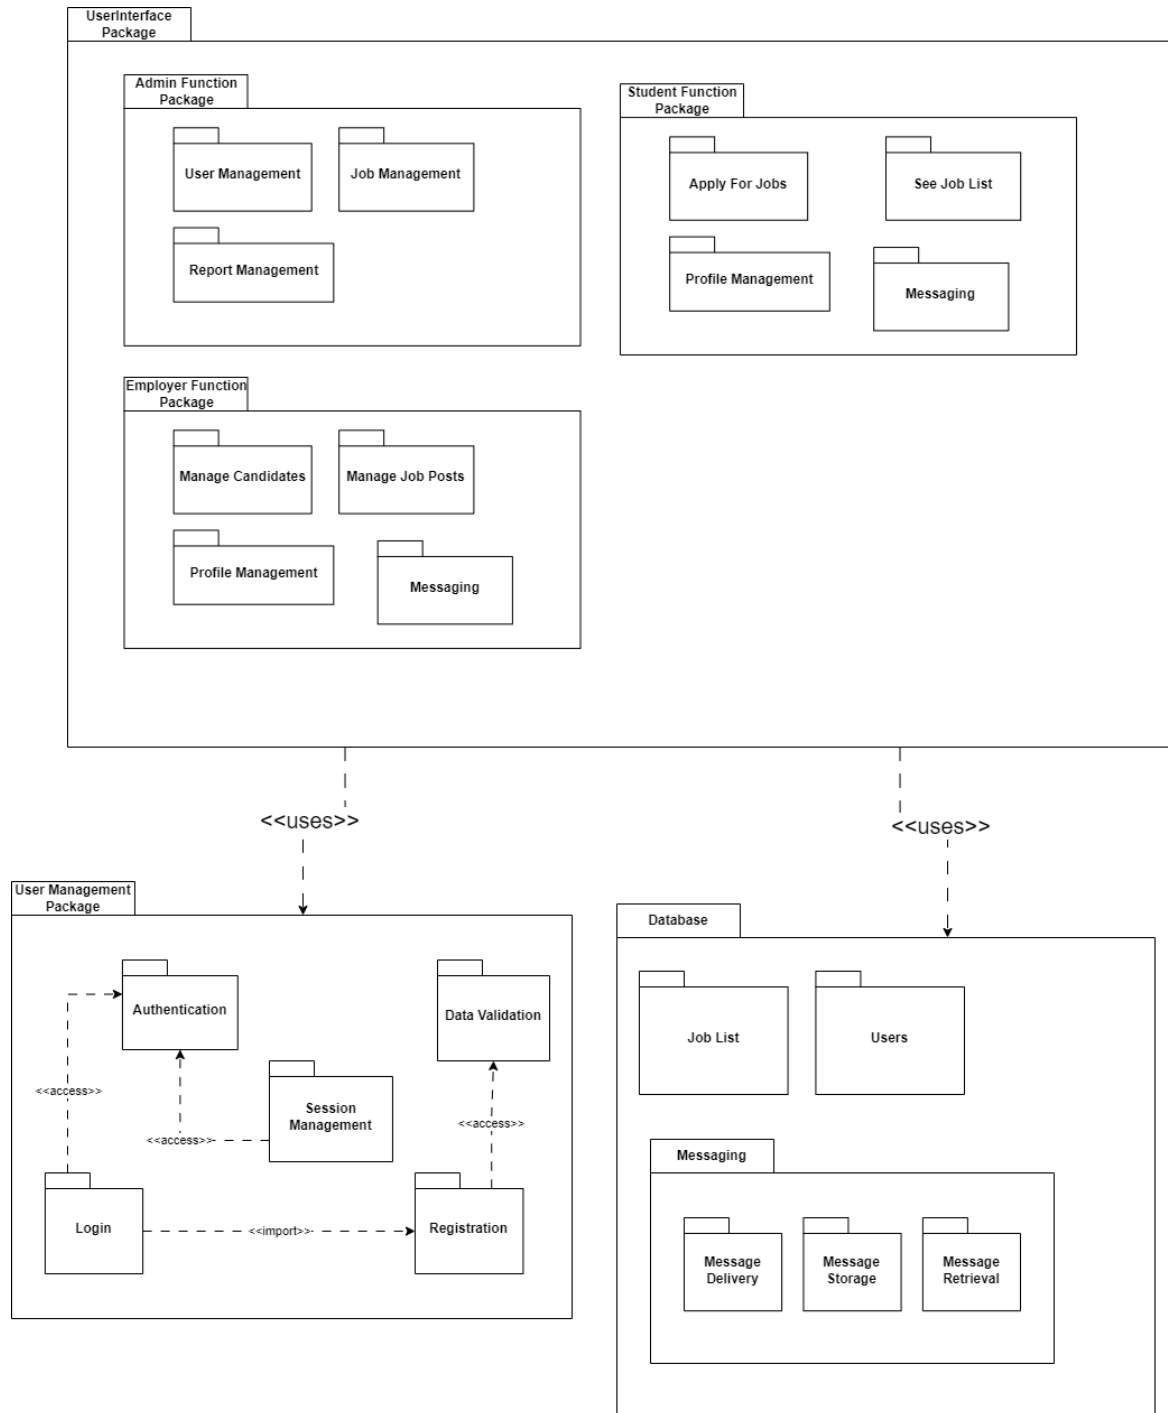 UserInterface
Package
Admin Function
Package
User Management
Job Management
Report Management
Student Function
Package
Apply For Jobs
See Job List
Profile Management
Messaging
Employer Function
Package
Manage Candidates
Manage Job Posts
Profile Management
Messaging
<<uses>>
<<uses>>
User Management
Package
Authentication
Data Validation
<<access>>
Session
Management
<<access>>
<<access>>
Login
<<import>>
Registration
Database
Job List
Users
Messaging
Message
Delivery
Message
Storage
Message
Retrieval